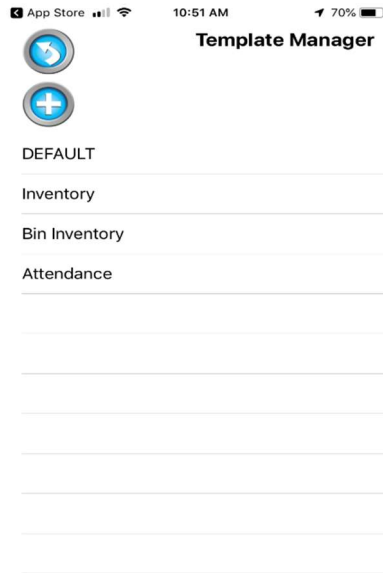 App Store 10:51 AM 70%
Template Manager
DEFAULT
Inventory
Bin Inventory
Attendance